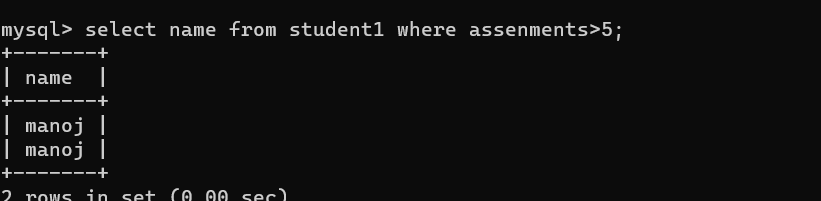 mysql> select name from student1 where assenments>5;
+-------+
| name  |
+-------+
| manoj |
| manoj |
+-------+
2 rows in set (0.00 sec)